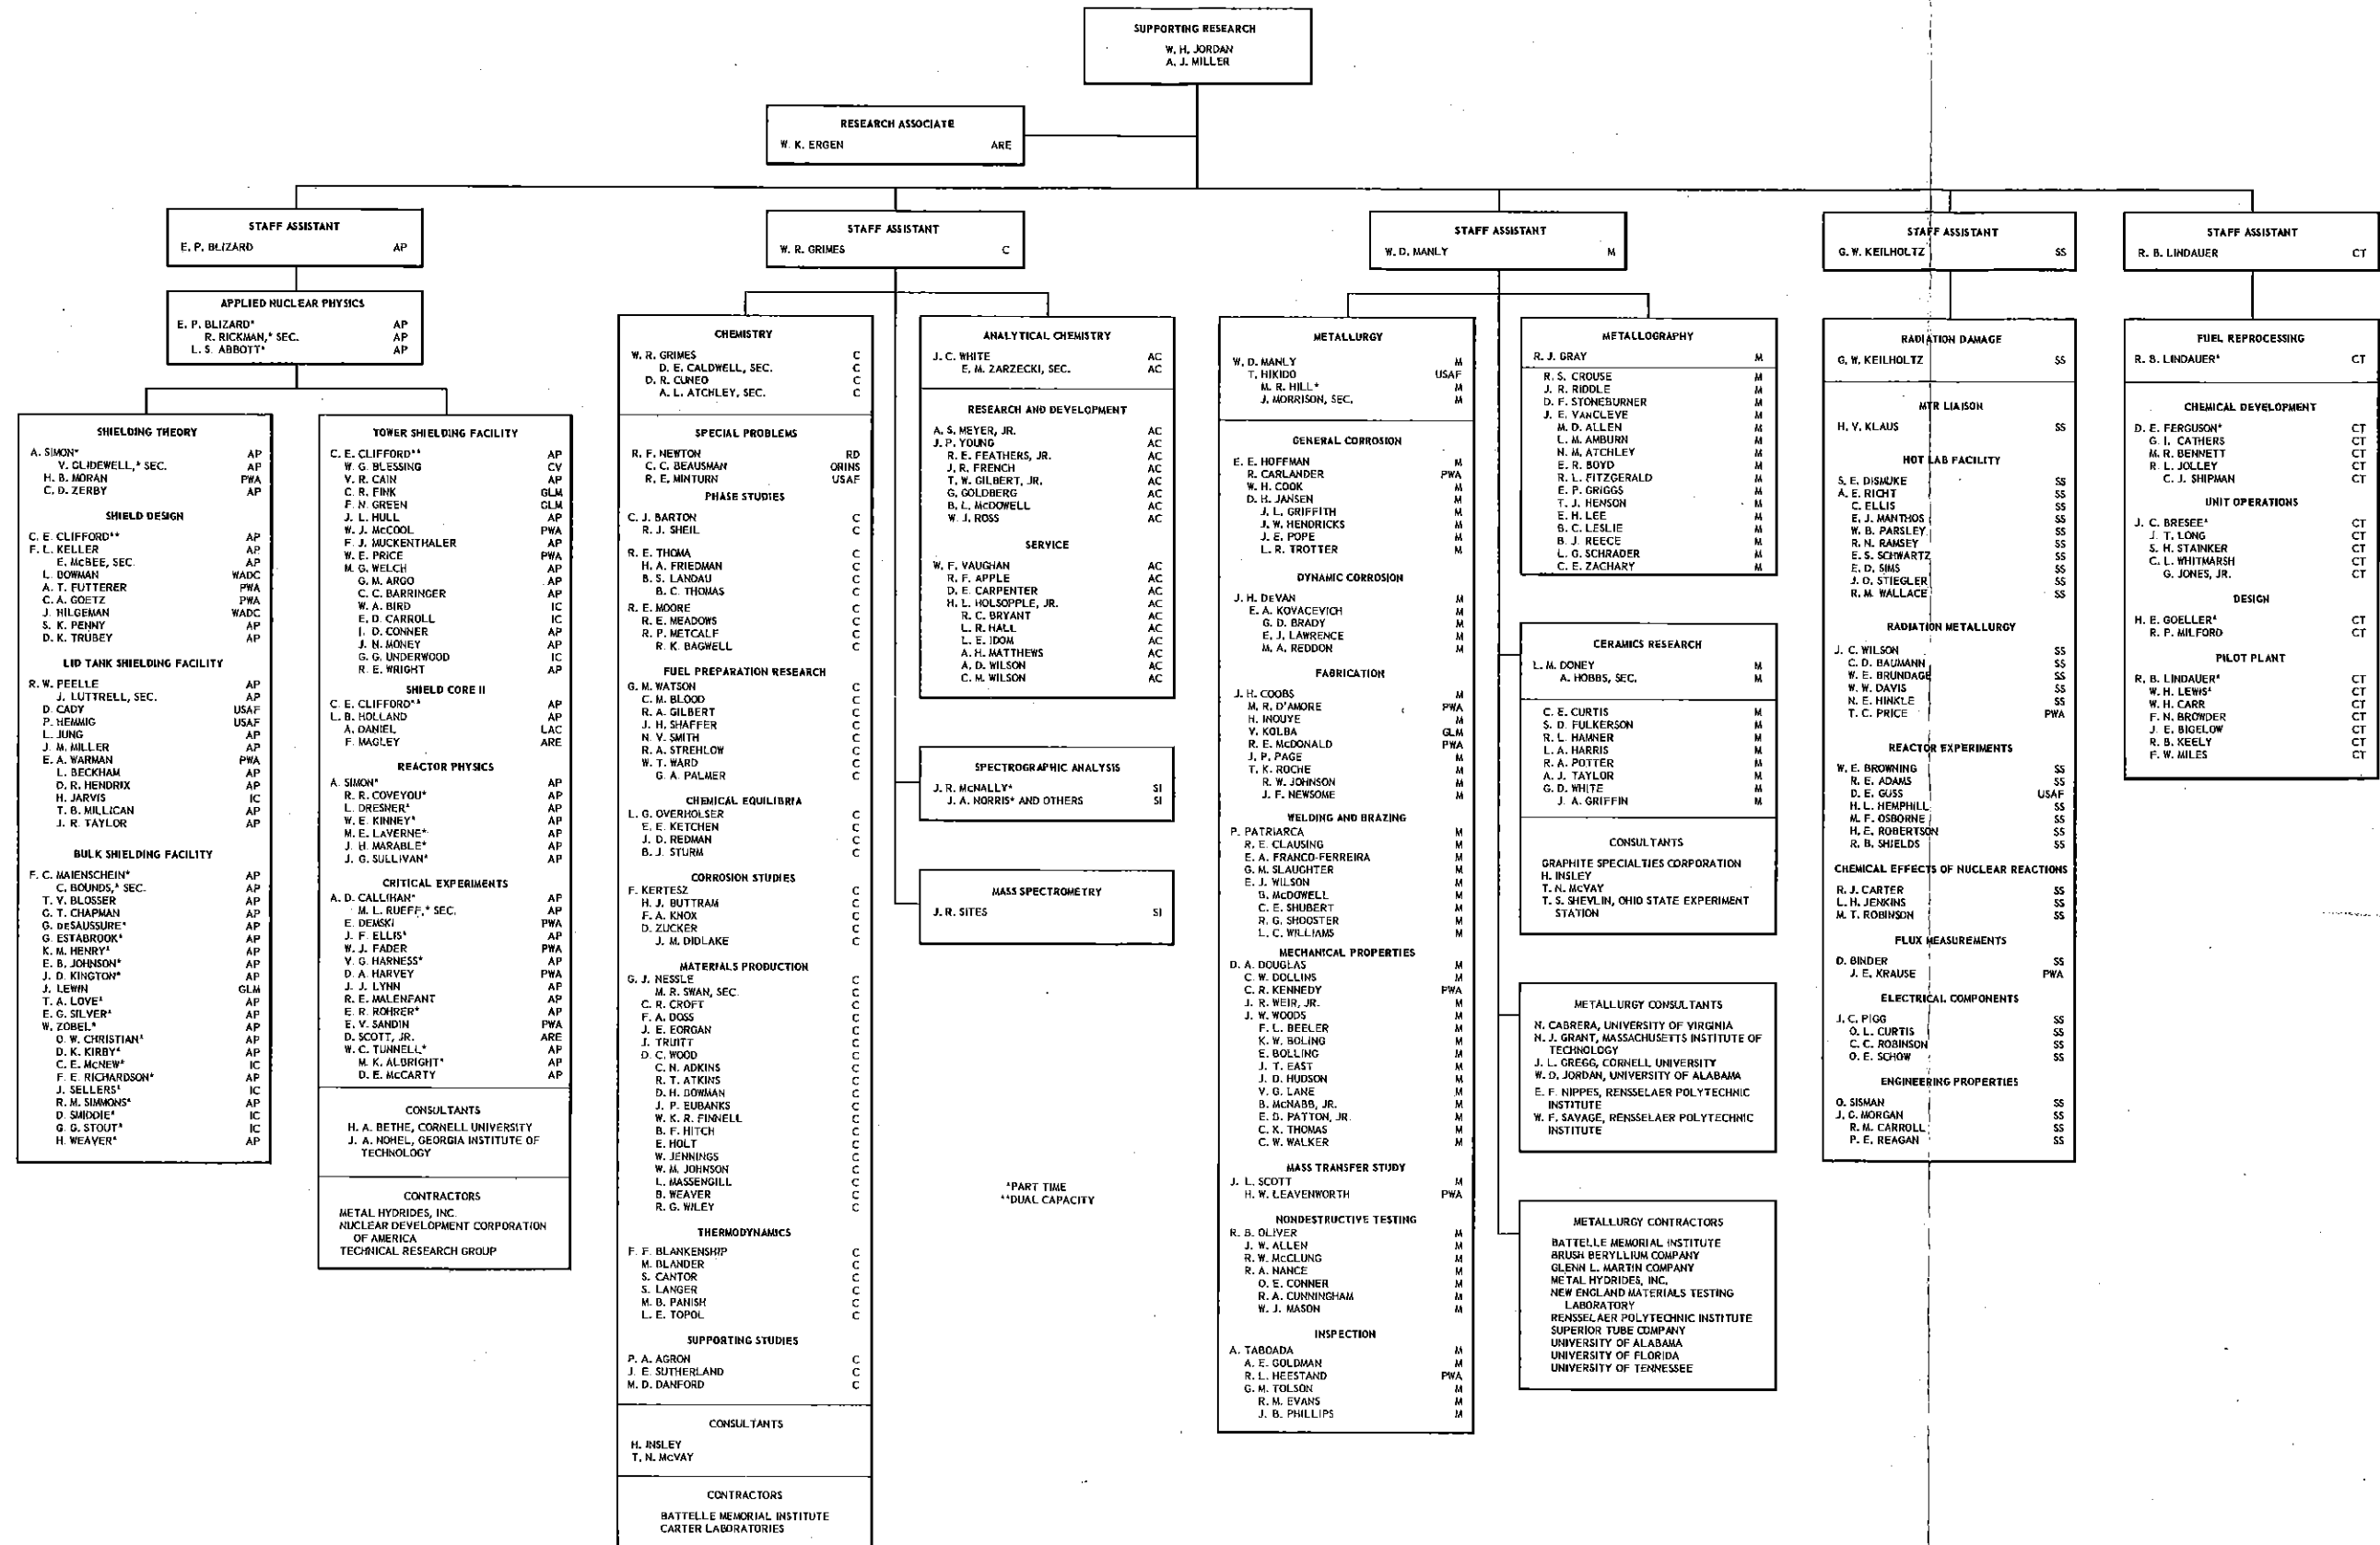 SUPPORTING RESEARCH
W. H. JORDAN
A. J. MILLER
RESEARCH ASSOCIATE
W. K. ERGEN ARE
STAFF ASSISTANT
E. P. BLIZARD AP
APPLIED NUCLEAR PHYSICS
E. P. BLIZARD* AP
R. RICKMAN,* SEC. AP
L. S. ABBOTT* AP
SHIELDING THEORY
A. SIMON* AP
V. GLIDEWELL,* SEC. AP
H. B. MORAN PWA
C. D. ZERBY AP
SHIELD DESIGN
C. E. CLIFFORD** AP
F. L. KELLER AP
E. McBEE, SEC. AP
L. BOWMAN WADC
A. T. FUTTERER PWA
C. A. GOETZ PWA
J. HILGEMAN WADC
S. K. PENNY AP
D. K. TRUBEY AP
LID TANK SHIELDING FACILITY
R. W. PEELLE AP
J. LUTTRELL, SEC. AP
D. CADY USAF
P. HEMMIG USAF
L. JUNG AP
J. M. MILLER AP
E. A. WARMAN PWA
L. BECKHAM AP
D. R. HENDRIX AP
H. JARVIS IC
T. B. MILLICAN AP
J. R. TAYLOR AP
BULK SHIELDING FACILITY
F. C. MAIENSCHEIN* AP
C. BOUNDS,* SEC. AP
T. V. BLOSSER AP
G. T. CHAPMAN AP
G. DESAUSSURE* AP
G. ESTABROOK* AP
K. M. HENRY* AP
E. B. JOHNSON* AP
J. D. KINGTON* AP
J. LEWIN GLM
T. A. LOVE* AP
E. G. SILVER* AP
W. ZOBEL* AP
O. W. CHRISTIAN* AP
D. K. KIRBY* AP
C. E. McNEW* IC
F. E. RICHARDSON* AP
J. SELLERS* IC
R. M. SIMMONS* AP
D. SMIDDIE* IC
G. G. STOUT* IC
H. WEAVER* AP
TOWER SHIELDING FACILITY
C. E. CLIFFORD** AP
W. G. BLESSING CV
V. R. CAIN AP
C. R. FINK GLM
F. N. GREEN GLM
J. L. HULL AP
W. J. McCOOL PWA
F. J. MUCKENTHALER AP
W. E. PRICE PWA
M. G. WELCH AP
G. M. ARGO AP
C. C. BARRINGER AP
W. A. BIRD IC
E. D. CARROLL IC
I. D. CONNER AP
J. N. MONEY AP
G. G. UNDERWOOD IC
R. E. WRIGHT AP
SHIELD CORE II
C. E. CLIFFORD** AP
L. B. HOLLAND AP
A. DANIEL LAC
F. MAGLEY ARE
REACTOR PHYSICS
A. SIMON* AP
R. R. COVEYOU* AP
L. DRESNER* AP
W. E. KINNEY* AP
M. E. LAVERNE* AP
J. H. MARABLE* AP
J. G. SULLIVAN* AP
CRITICAL EXPERIMENTS
A. D. CALLIHAN* AP
M. L. RUEFF,* SEC. AP
E. DEMSKI PWA
J. F. ELLIS* AP
W. J. FADER PWA
V. G. HARNESS* AP
D. A. HARVEY PWA
J. J. LYNN AP
R. E. MALENFANT AP
E. R. ROHRER* AP
E. V. SANDIN PWA
D. SCOTT, JR. ARE
W. C. TUNNELL* AP
M. K. ALBRIGHT* AP
D. E. McCARTY AP
CONSULTANTS
H. A. BETHE, CORNELL UNIVERSITY
J. A. NOHEL, GEORGIA INSTITUTE OF
TECHNOLOGY
CONTRACTORS
METAL HYDRIDES, INC.
NUCLEAR DEVELOPMENT CORPORATION
OF AMERICA
TECHNICAL RESEARCH GROUP
STAFF ASSISTANT
W. R. GRIMES C
CHEMISTRY
W. R. GRIMES C
D. E. CALDWELL, SEC. C
D. R. CUNEO C
A. L. ATCHLEY, SEC. C
SPECIAL PROBLEMS
R. F. NEWTON RD
C. C. BEAUSMAN ORINS
R. E. MINTURN USAF
PHASE STUDIES
C. J. BARTON C
R. J. SHEIL C
R. E. THOMA C
H. A. FRIEDMAN C
B. S. LANDAU C
B. C. THOMAS C
R. E. MOORE C
R. E. MEADOWS C
R. P. METCALF C
R. K. BAGWELL C
FUEL PREPARATION RESEARCH
G. M. WATSON C
C. M. BLOOD C
R. A. GILBERT C
J. H. SHAFFER C
N. V. SMITH C
R. A. STREHLOW C
W. T. WARD C
G. A. PALMER C
CHEMICAL EQUILIBRIA
L. G. OVERHOLSER C
E. E. KETCHEN C
J. D. REDMAN C
B. J. STURM C
CORROSION STUDIES
F. KERTESZ C
H. J. BUTTRAM C
F. A. KNOX C
D. ZUCKER C
J. M. DIDLAKE C
MATERIALS PRODUCTION
G. J. NESSLE C
M. R. SWAN, SEC. C
C. R. CROFT C
F. A. DOSS C
J. E. EORGAN C
J. TRUITT C
D. C. WOOD C
C. N. ADKINS C
R. T. ATKINS C
D. H. BOWMAN C
J. P. EUBANKS C
W. K. R. FINNELL C
B. F. HITCH C
E. HOLT C
W. JENNINGS C
W. M. JOHNSON C
L. MASSENGILL C
B. WEAVER C
R. G. WILEY C
THERMODYNAMICS
F. F. BLANKENSHIP C
M. BLANDER C
S. CANTOR C
S. LANGER C
M. B. PANISH C
L. E. TOPOL C
SUPPORTING STUDIES
P. A. AGRON C
J. E. SUTHERLAND C
M. D. DANFORD C
CONSULTANTS
H. INSLEY
T. N. McVAY
CONTRACTORS
BATTELLE MEMORIAL INSTITUTE
CARTER LABORATORIES
ANALYTICAL CHEMISTRY
J. C. WHITE AC
E. M. ZARZECKI, SEC. AC
RESEARCH AND DEVELOPMENT
A. S. MEYER, JR. AC
J. P. YOUNG AC
R. E. FEATHERS, JR. AC
J. R. FRENCH AC
T. W. GILBERT, JR. AC
G. GOLDBERG AC
B. L. McDOWELL AC
W. J. ROSS AC
SERVICE
W. F. VAUGHAN AC
R. F. APPLE AC
D. E. CARPENTER AC
H. L. HOLSOPPLE, JR. AC
R. C. BRYANT AC
L. R. HALL AC
L. E. IDOM AC
A. H. MATTHEWS AC
A. D. WILSON AC
C. M. WILSON AC
SPECTROGRAPHIC ANALYSIS
J. R. McNALLY* SI
J. A. NORRIS* AND OTHERS SI
MASS SPECTROMETRY
J. R. SITES SI
*PART TIME
**DUAL CAPACITY
STAFF ASSISTANT
W. D. MANLY M
METALLURGY
W. D. MANLY M
T. HIKIDO USAF
M. R. HILL* M
J. MORRISON, SEC. M
GENERAL CORROSION
E. E. HOFFMAN M
R. CARLANDER PWA
W. H. COOK M
D. H. JANSEN M
J. L. GRIFFITH M
J. W. HENDRICKS M
J. E. POPE M
L. R. TROTTER M
DYNAMIC CORROSION
J. H. DeVAN M
E. A. KOVACEVICH M
G. D. BRADY M
E. J. LAWRENCE M
M. A. REDDON M
FABRICATION
J. H. COOBS M
M. R. D'AMORE PWA
H. INOUYE M
V. KOLBA GLM
R. E. McDONALD PWA
J. P. PAGE M
T. K. ROCHE M
R. W. JOHNSON M
J. F. NEWSOME M
WELDING AND BRAZING
P. PATRIARCA M
R. E. CLAUSING M
E. A. FRANCO-FERREIRA M
G. M. SLAUGHTER M
E. J. WILSON M
B. McDOWELL M
C. E. SHUBERT M
R. G. SHOOSTER M
L. C. WILLIAMS M
MECHANICAL PROPERTIES
D. A. DOUGLAS M
C. W. DOLLINS M
C. R. KENNEDY PWA
J. R. WEIR, JR. M
J. W. WOODS M
F. L. BEELER M
K. W. BOLING M
E. BOLLING M
J. T. EAST M
J. D. HUDSON M
V. G. LANE M
B. McNABB, JR. M
E. D. PATTON, JR. M
C. K. THOMAS M
C. W. WALKER M
MASS TRANSFER STUDY
J. L. SCOTT M
H. W. LEAVENWORTH PWA
NONDESTRUCTIVE TESTING
R. B. OLIVER M
J. W. ALLEN M
R. W. McCLUNG M
R. A. NANCE M
O. E. CONNER M
R. A. CUNNINGHAM M
W. J. MASON M
INSPECTION
A. TABOADA M
A. E. GOLDMAN M
R. L. HEESTAND PWA
G. M. TOLSON M
R. M. EVANS M
J. B. PHILLIPS M
METALLOGRAPHY
R. J. GRAY M
R. S. CROUSE M
J. R. RIDDLE M
D. F. STONEBURNER M
J. E. VANCLEVE M
M. D. ALLEN M
L. M. AMBURN M
N. M. ATCHLEY M
E. R. BOYD M
R. L. FITZGERALD M
E. P. GRIGGS M
T. J. HENSON M
E. H. LEE M
B. C. LESLIE M
B. J. REECE M
L. G. SCHRADER M
C. E. ZACHARY M
CERAMICS RESEARCH
L. M. DONEY M
A. HOBBS, SEC. M
C. E. CURTIS M
S. D. FULKERSON M
R. L. HAMNER M
L. A. HARRIS M
R. A. POTTER M
A. J. TAYLOR M
G. D. WHITE M
J. A. GRIFFIN M
CONSULTANTS
GRAPHITE SPECIALTIES CORPORATION
H. INSLEY
T. N. McVAY
T. S. SHEVLIN, OHIO STATE EXPERIMENT
STATION
METALLURGY CONSULTANTS
N. CABRERA, UNIVERSITY OF VIRGINIA
N. J. GRANT, MASSACHUSETTS INSTITUTE OF
TECHNOLOGY
J. L. GREGG, CORNELL UNIVERSITY
W. D. JORDAN, UNIVERSITY OF ALABAMA
E. F. NIPPES, RENSSELAER POLYTECHNIC
INSTITUTE
W. F. SAVAGE, RENSSELAER POLYTECHNIC
INSTITUTE
METALLURGY CONTRACTORS
BATTELLE MEMORIAL INSTITUTE
BRUSH BERYLLIUM COMPANY
GLENN L. MARTIN COMPANY
METAL HYDRIDES, INC.
NEW ENGLAND MATERIALS TESTING
LABORATORY
RENSSELAER POLYTECHNIC INSTITUTE
SUPERIOR TUBE COMPANY
UNIVERSITY OF ALABAMA
UNIVERSITY OF FLORIDA
UNIVERSITY OF TENNESSEE
STAFF ASSISTANT
G. W. KEILHOLTZ SS
RADIATION DAMAGE
G. W. KEILHOLTZ SS
MTR LIAISON
H. V. KLAUS SS
HOT LAB FACILITY
S. E. DISMUKE SS
A. E. RICHT SS
C. ELLIS SS
E. J. MANTHOS SS
W. B. PARSLEY SS
R. N. RAMSEY SS
E. S. SCHWARTZ SS
E. D. SIMS SS
J. D. STIEGLER SS
R. M. WALLACE SS
RADIATION METALLURGY
J. C. WILSON SS
C. D. BAUMANN SS
W. E. BRUNDAGE SS
W. W. DAVIS SS
N. E. HINKLE SS
T. C. PRICE PWA
REACTOR EXPERIMENTS
W. E. BROWNING SS
R. E. ADAMS SS
D. E. GUSS USAF
H. L. HEMPHILL SS
M. F. OSBORNE SS
H. E. ROBERTSON SS
R. B. SHIELDS SS
CHEMICAL EFFECTS OF NUCLEAR REACTIONS
R. J. CARTER SS
L. H. JENKINS SS
M. T. ROBINSON SS
FLUX MEASUREMENTS
D. BINDER SS
J. E. KRAUSE PWA
ELECTRICAL COMPONENTS
J. C. PIGG SS
O. L. CURTIS SS
C. C. ROBINSON SS
O. E. SCHOW SS
ENGINEERING PROPERTIES
O. SISMAN SS
J. G. MORGAN SS
R. M. CARROLL SS
P. E. REAGAN SS
STAFF ASSISTANT
R. B. LINDAUER CT
FUEL REPROCESSING
R. B. LINDAUER* CT
CHEMICAL DEVELOPMENT
D. E. FERGUSON* CT
G. I. CATHERS CT
M. R. BENNETT CT
R. L. JOLLEY CT
C. J. SHIPMAN CT
UNIT OPERATIONS
J. C. BRESEE* CT
J. T. LONG CT
S. H. STAINKER CT
C. L. WHITMARSH CT
G. JONES, JR. CT
DESIGN
H. E. GOELLER* CT
R. P. MILFORD CT
PILOT PLANT
R. B. LINDAUER* CT
W. H. LEWIS* CT
W. H. CARR CT
F. N. BROWDER CT
J. E. BIGELOW CT
R. B. KEELY CT
F. W. MILES CT